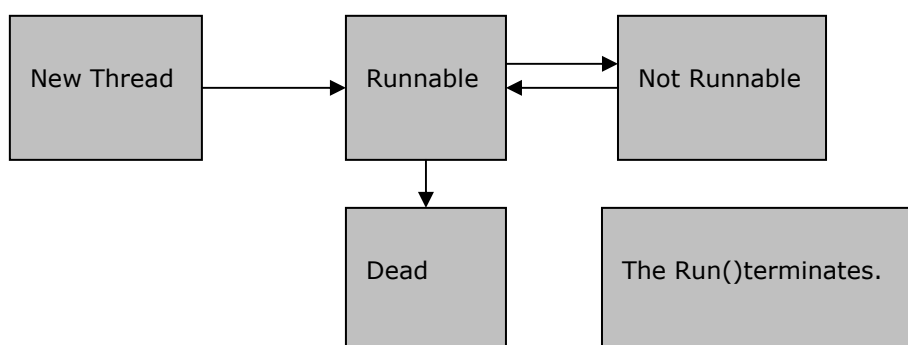 New Thread
Runnable
Not Runnable
Dead
The Run()terminates.